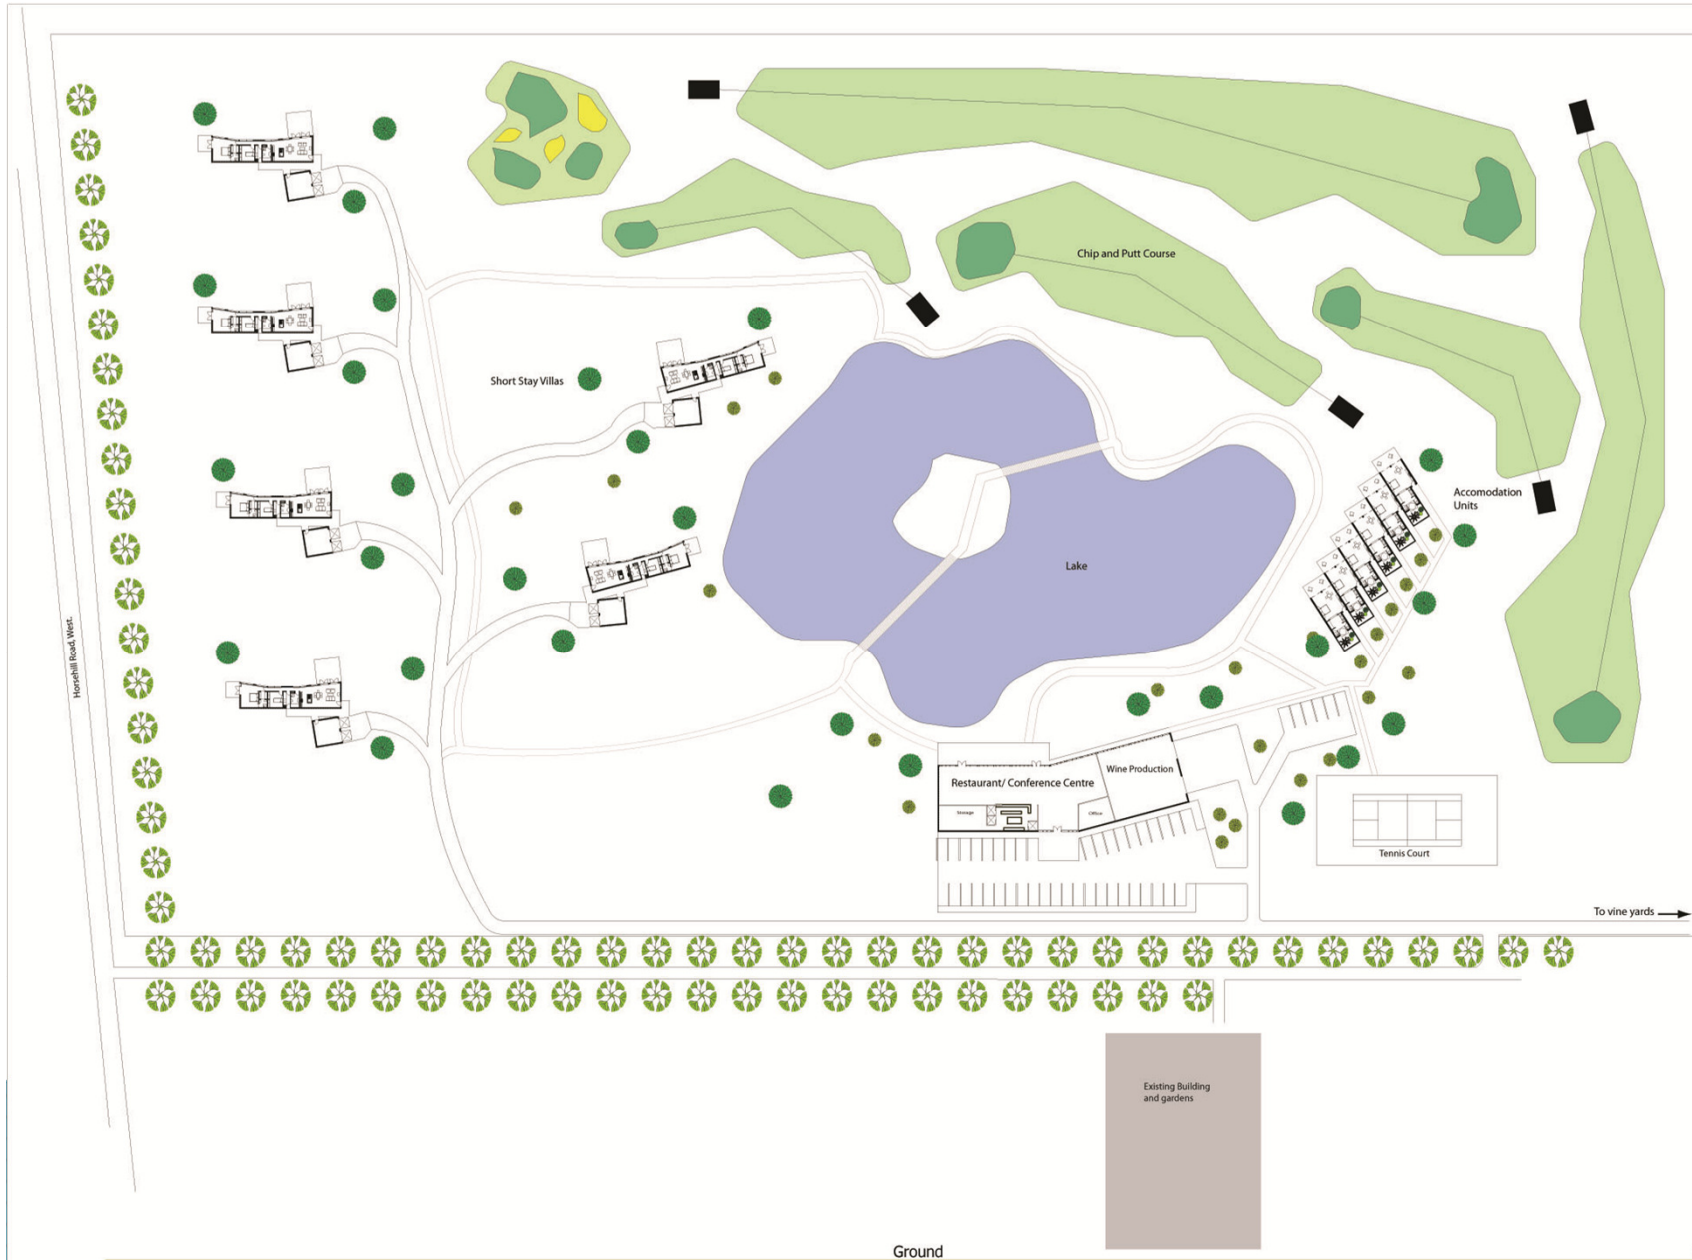 Chip and Putt Course
Short Stay Villas
Accomodation
Units
Lake
Horsehill Road, West.
Restaurant/ Conference Centre
Wine Production
Storage
Office
Tennis Court
To vine yards
Existing Building
and gardens
Ground